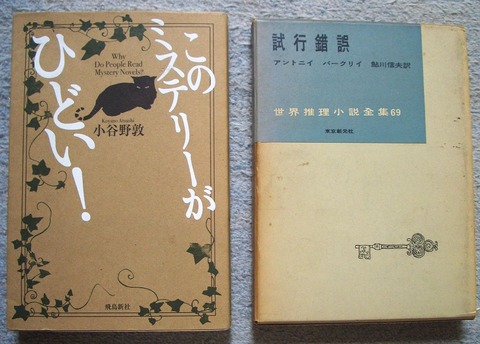 このミステリーが
ひどい！
Why
Do People Read
Mystery Novels?
Koyano Atsushi
小谷野敦
飛鳥新社
試行錯誤
アントニイ　バークリイ　鮎川信夫訳
世界推理小説全集69
東京創元社